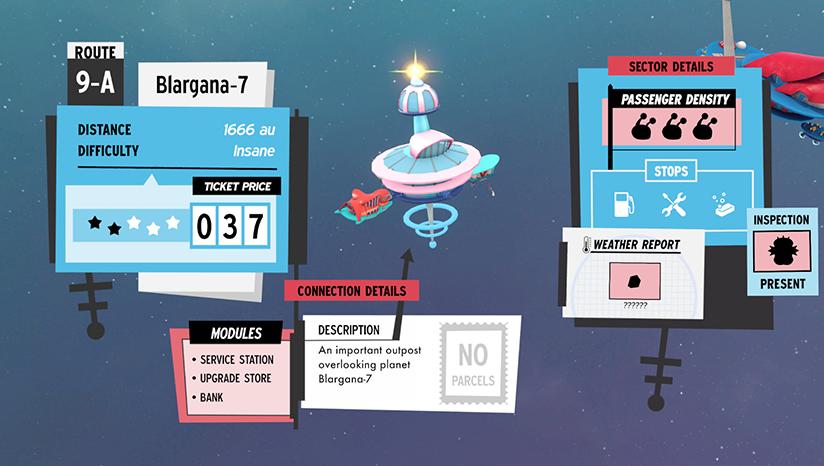 ROUTE
9-A
Blargana-7
DISTANCE 1666 au
DIFFICULTY Insane
TICKET PRICE
037
CONNECTION DETAILS
MODULES
• SERVICE STATION
• UPGRADE STORE
• BANK
DESCRIPTION
An important outpost
overlooking planet
Blargana-7
NO
PARCELS
SECTOR DETAILS
PASSENGER DENSITY
STOPS
WEATHER REPORT
??????
INSPECTION
PRESENT